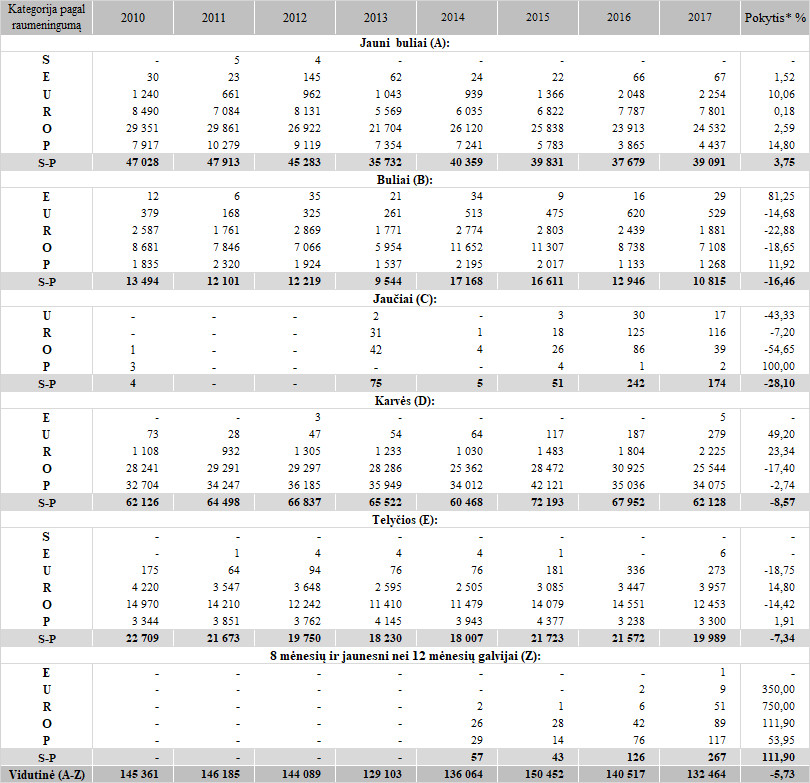 Kategorija pagal raumeningumą 2010 2011 2012 2013 2014 2015 2016 2017 Pokytis* %
Jauni buliai (A):
S - 5 4 - - - - - -
E 30 23 145 62 24 22 66 67 1,52
U 1 240 661 962 1 043 939 1 366 2 048 2 254 10,06
R 8 490 7 084 8 131 5 569 6 035 6 822 7 787 7 801 0,18
O 29 351 29 861 26 922 21 704 26 120 25 838 23 913 24 532 2,59
P 7 917 10 279 9 119 7 354 7 241 5 783 3 865 4 437 14,80
S-P 47 028 47 913 45 283 35 732 40 359 39 831 37 679 39 091 3,75
Buliai (B):
E 12 6 35 21 34 9 16 29 81,25
U 379 168 325 261 513 475 620 529 -14,68
R 2 587 1 761 2 869 1 771 2 774 2 803 2 439 1 881 -22,88
O 8 681 7 846 7 066 5 954 11 652 11 307 8 738 7 108 -18,65
P 1 835 2 320 1 924 1 537 2 195 2 017 1 133 1 268 11,92
S-P 13 494 12 101 12 219 9 544 17 168 16 611 12 946 10 815 -16,46
Jaučiai (C):
U - - - 2 - 3 30 17 -43,33
R - - - 31 1 18 125 116 -7,20
O 1 - - 42 4 26 86 39 -54,65
P 3 - - - - 4 1 2 100,00
S-P 4 - - 75 5 51 242 174 -28,10
Karvės (D):
E - - 3 - - - - 5 -
U 73 28 47 54 64 117 187 279 49,20
R 1 108 932 1 305 1 233 1 030 1 483 1 804 2 225 23,34
O 28 241 29 291 29 297 28 286 25 362 28 472 30 925 25 544 -17,40
P 32 704 34 247 36 185 35 949 34 012 42 121 35 036 34 075 -2,74
S-P 62 126 64 498 66 837 65 522 60 468 72 193 67 952 62 128 -8,57
Telyčios (E):
S - - - - - - - - -
E - 1 4 4 4 1 - 6 -
U 175 64 94 76 76 181 336 273 -18,75
R 4 220 3 547 3 648 2 595 2 505 3 085 3 447 3 957 14,80
O 14 970 14 210 12 242 11 410 11 479 14 079 14 551 12 453 -14,42
P 3 344 3 851 3 762 4 145 3 943 4 377 3 238 3 300 1,91
S-P 22 709 21 673 19 750 18 230 18 007 21 723 21 572 19 989 -7,34
8 mėnesių ir jaunesni nei 12 mėnesių galvijai (Z):
E - - - - - - - 1 -
U - - - - - - 2 9 350,00
R - - - - 2 1 6 51 750,00
O - - - - 26 28 42 89 111,90
P - - - - 29 14 76 117 53,95
S-P - - - - 57 43 126 267 111,90
Vidutinė (A-Z) 145 361 146 185 144 089 129 103 136 064 150 452 140 517 132 464 -5,73